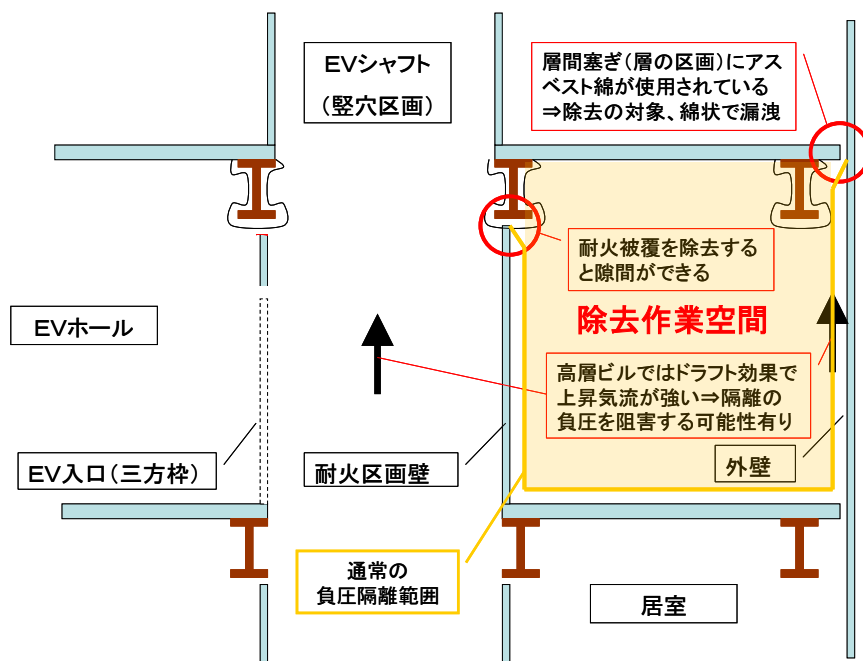 EVシャフト
(竪穴区画)
層間塞ぎ(層の区画)にアス
ベスト綿が使用されている
⇒除去の対象、綿状で漏洩
耐火被覆を除去する
と隙間ができる
EVホール
除去作業空間
高層ビルではドラフト効果で
上昇気流が強い⇒隔離の
負圧を阻害する可能性有り
EV入口(三方枠)
耐火区画壁
外壁
通常の
負圧隔離範囲
居室